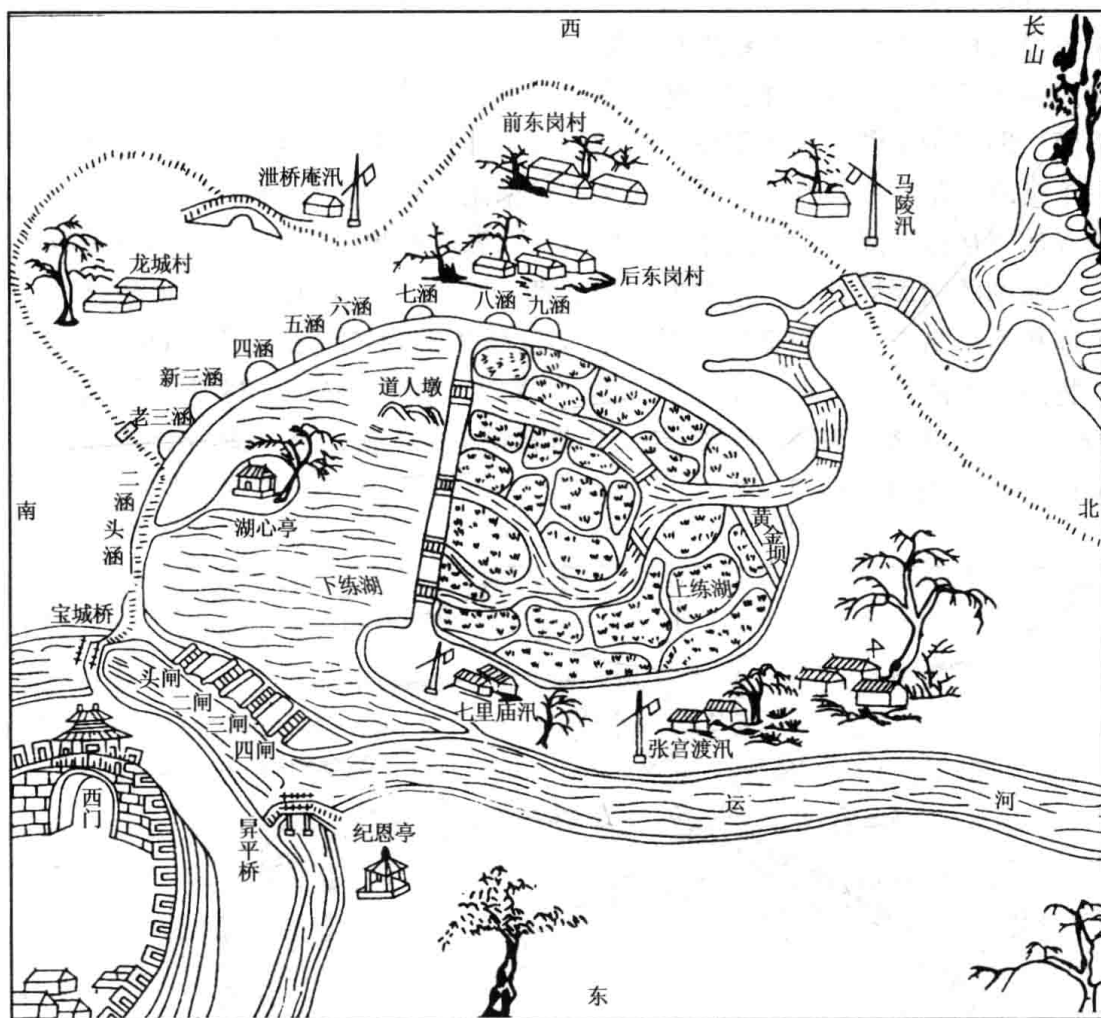 西
长山
前东岗村
泄桥庵汛
马陵汛
龙城村
后东岗村
七涵
八涵
九涵
六涵
五涵
四涵
新三涵
老三涵
道人墩
二涵
头涵
南
湖心亭
北
黄金坝
下练湖
上练湖
宝城桥
头闸
二闸
三闸
四闸
七里庙汛
张官渡汛
西门
运河
昇平桥
纪恩亭
东